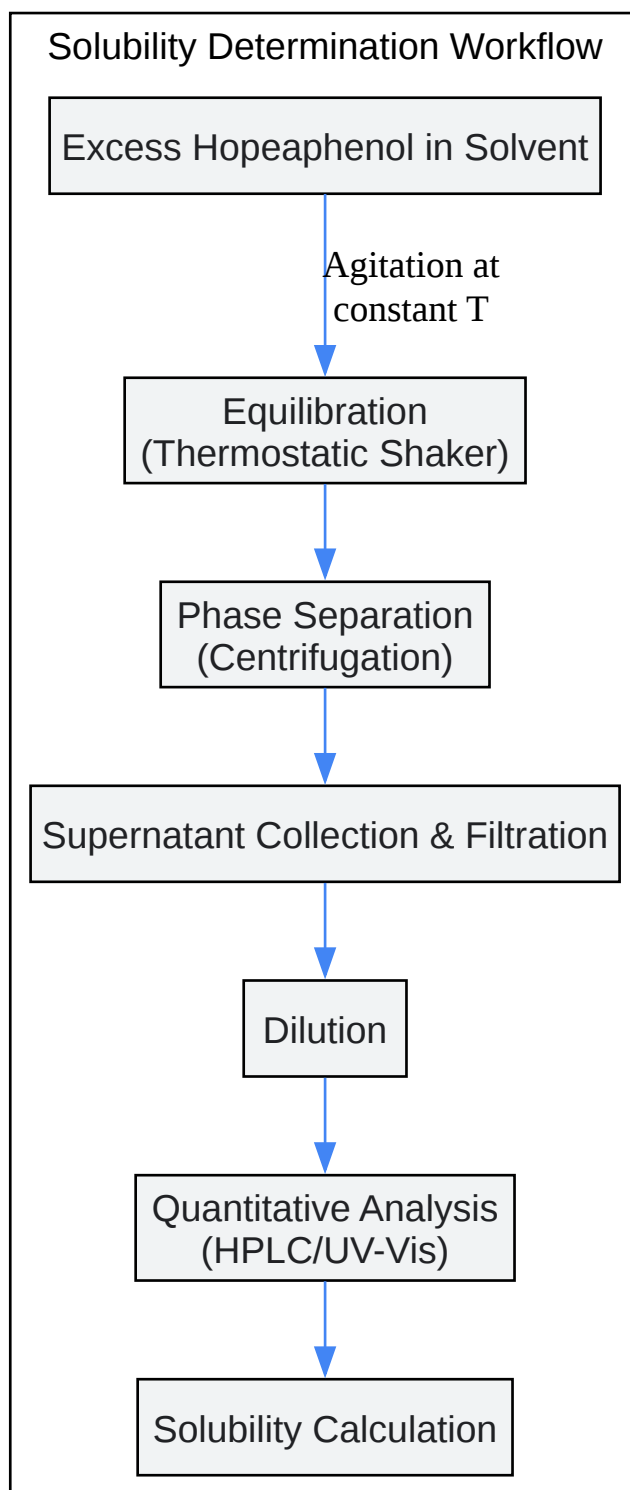 Solubility Determination Workflow
Excess Hopeaphenol in Solvent
Agitation at
constant T
Equilibration
(Thermostatic Shaker)
Phase Separation
(Centrifugation)
Supernatant Collection & Filtration
Dilution
Quantitative Analysis
(HPLC/UV-Vis)
Solubility Calculation